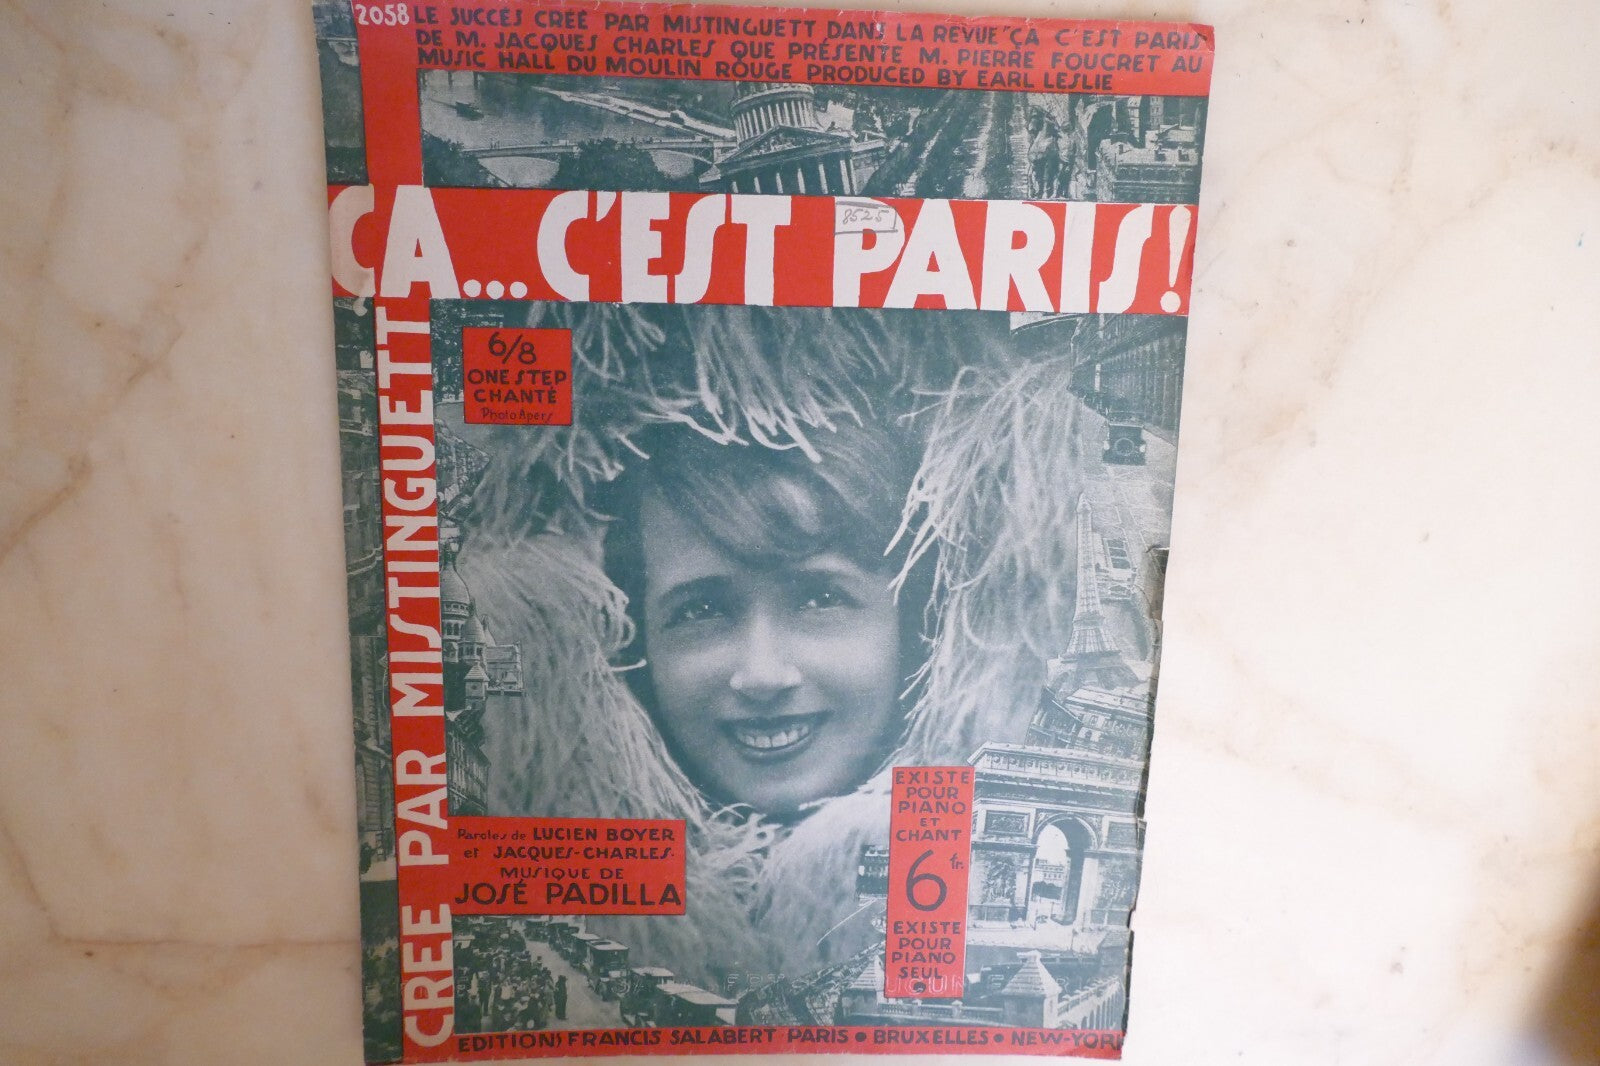 2058
LE SUCCÈS CRÉÉ PAR MISTINGUETT DANS LA REVUE "ÇA C'EST PARIS
DE M. JACQUES CHARLES QUE PRÉSENTE M. PIERRE FOUCRET AU
MUSIC HALL DU MOULIN ROUGE PRODUCED BY EARL LESLIE
ÇA... C'EST PARIS!
8525
CRÉÉ PAR MISTINGUETT
6/8
ONE STEP
CHANTÉ
Photo Apers
EXISTE
POUR
PIANO
ET
CHANT
6 fr.
EXISTE
POUR
PIANO
SEUL
Paroles de LUCIEN BOYER
et JACQUES-CHARLES.
MUSIQUE DE
JOSÉ PADILLA
EDITIONS FRANCIS SALABERT PARIS • BRUXELLES • NEW-YORK